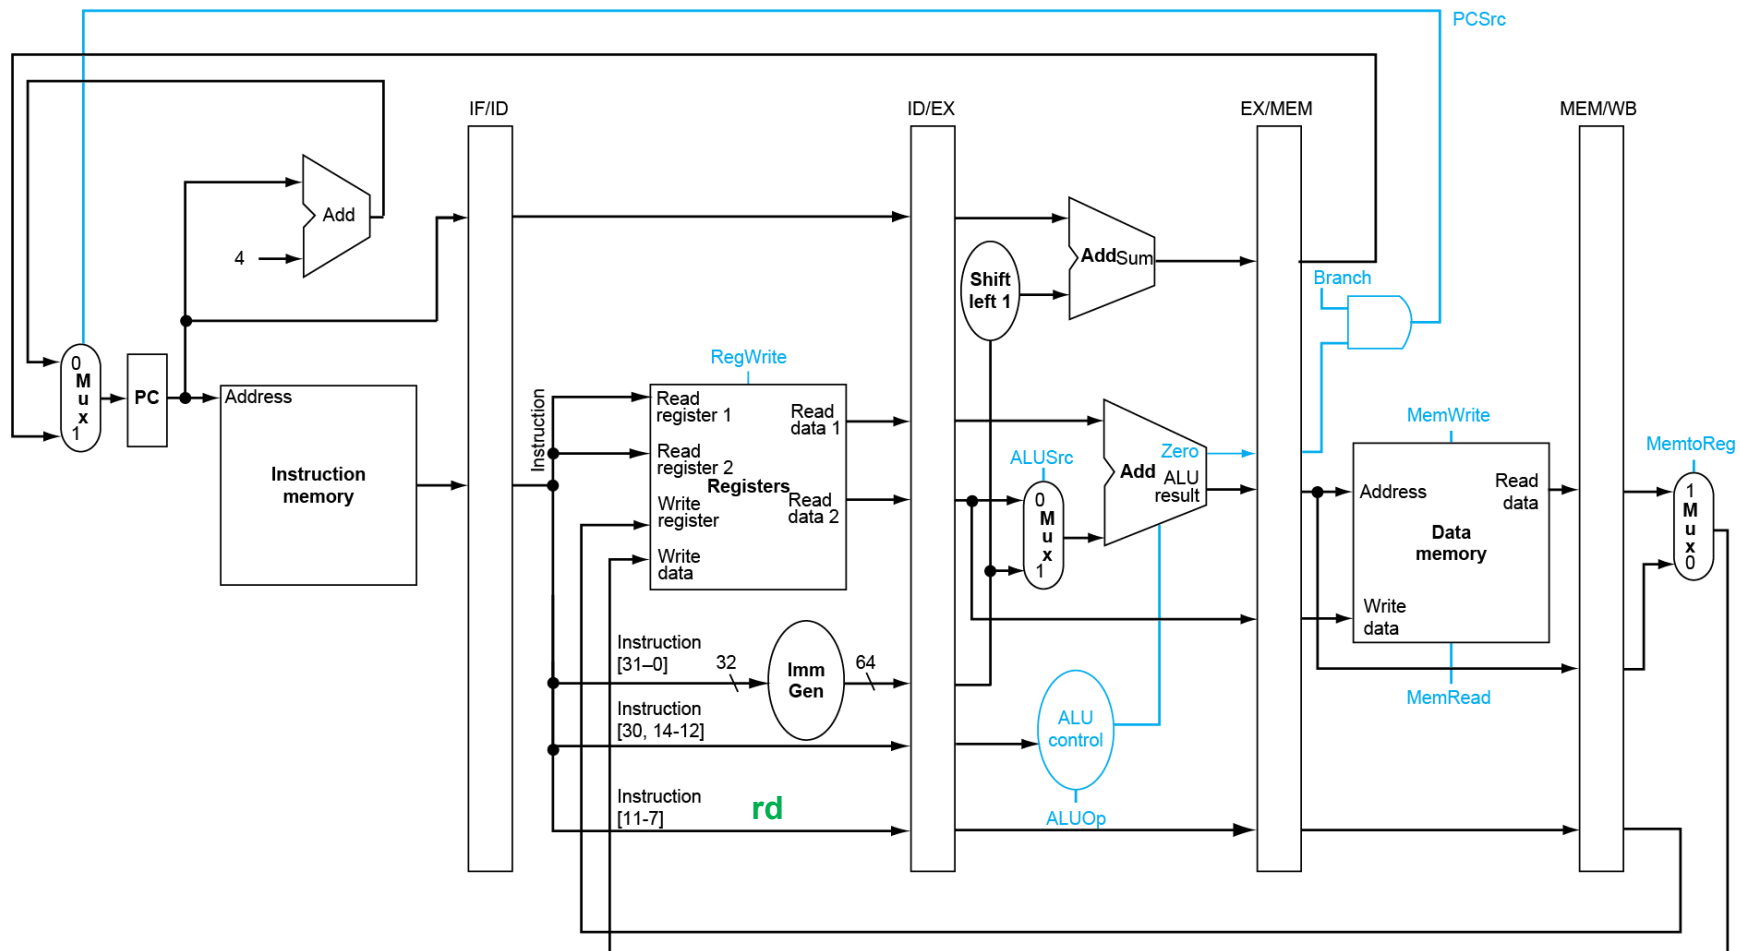 PCSrc
IF/ID
ID/EX
EX/MEM
MEM/WB
Add
4
Add Sum
Shift
left 1
Branch
0
M
u
x
1
PC
Address
Instruction
memory
Instruction
RegWrite
Read
register 1
Read
data 1
Read
register 2
Registers
Write
register
Read
data 2
Write
data
ALUSrc
0
M
u
x
1
Zero
Add
ALU
result
MemWrite
Address
Read
data
Data
memory
Write
data
MemRead
MemtoReg
1
M
u
x
0
Instruction
[31–0]
32
Imm
Gen
64
Instruction
[30, 14-12]
ALU
control
ALUOp
Instruction
[11-7]
rd